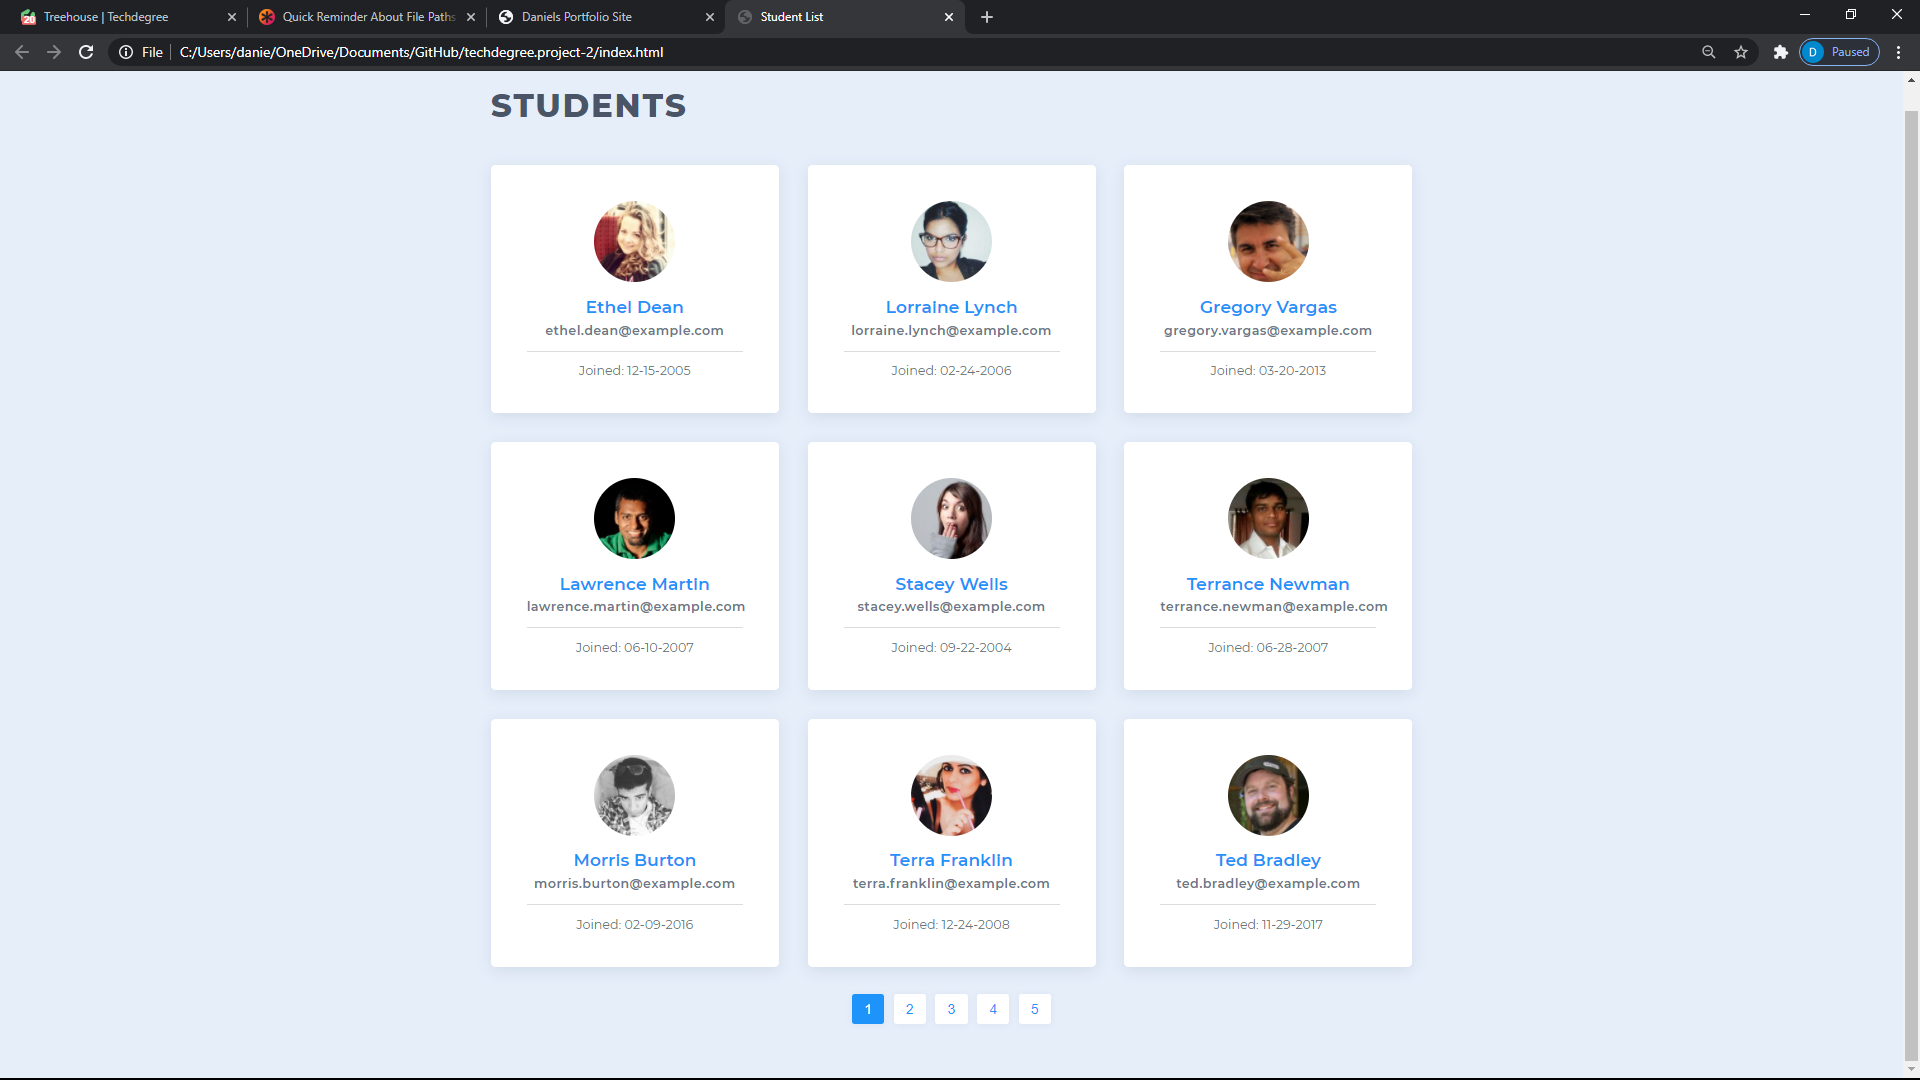 Treehouse | Techdegree
Quick Reminder About File Paths
Daniels Portfolio Site
Student List
File
C:/Users/danie/OneDrive/Documents/GitHub/techdegree.project-2/index.html
D Paused
STUDENTS
Ethel Dean
ethel.dean@example.com
Joined: 12-15-2005
Lorraine Lynch
lorraine.lynch@example.com
Joined: 02-24-2006
Gregory Vargas
gregory.vargas@example.com
Joined: 03-20-2013
Lawrence Martin
lawrence.martin@example.com
Joined: 06-10-2007
Stacey Wells
stacey.wells@example.com
Joined: 09-22-2004
Terrance Newman
terrance.newman@example.com
Joined: 06-28-2007
Morris Burton
morris.burton@example.com
Joined: 02-09-2016
Terra Franklin
terra.franklin@example.com
Joined: 12-24-2008
Ted Bradley
ted.bradley@example.com
Joined: 11-29-2017
1 2 3 4 5